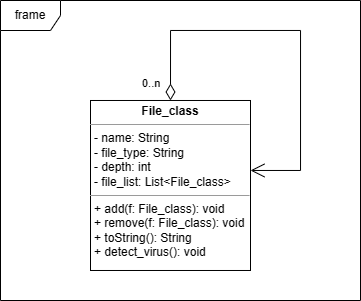 frame
0..n
File_class
- name: String
- file_type: String
- depth: int
- file_list: List<File_class>
+ add(f: File_class): void
+ remove(f: File_class): void
+ toString(): String
+ detect_virus(): void